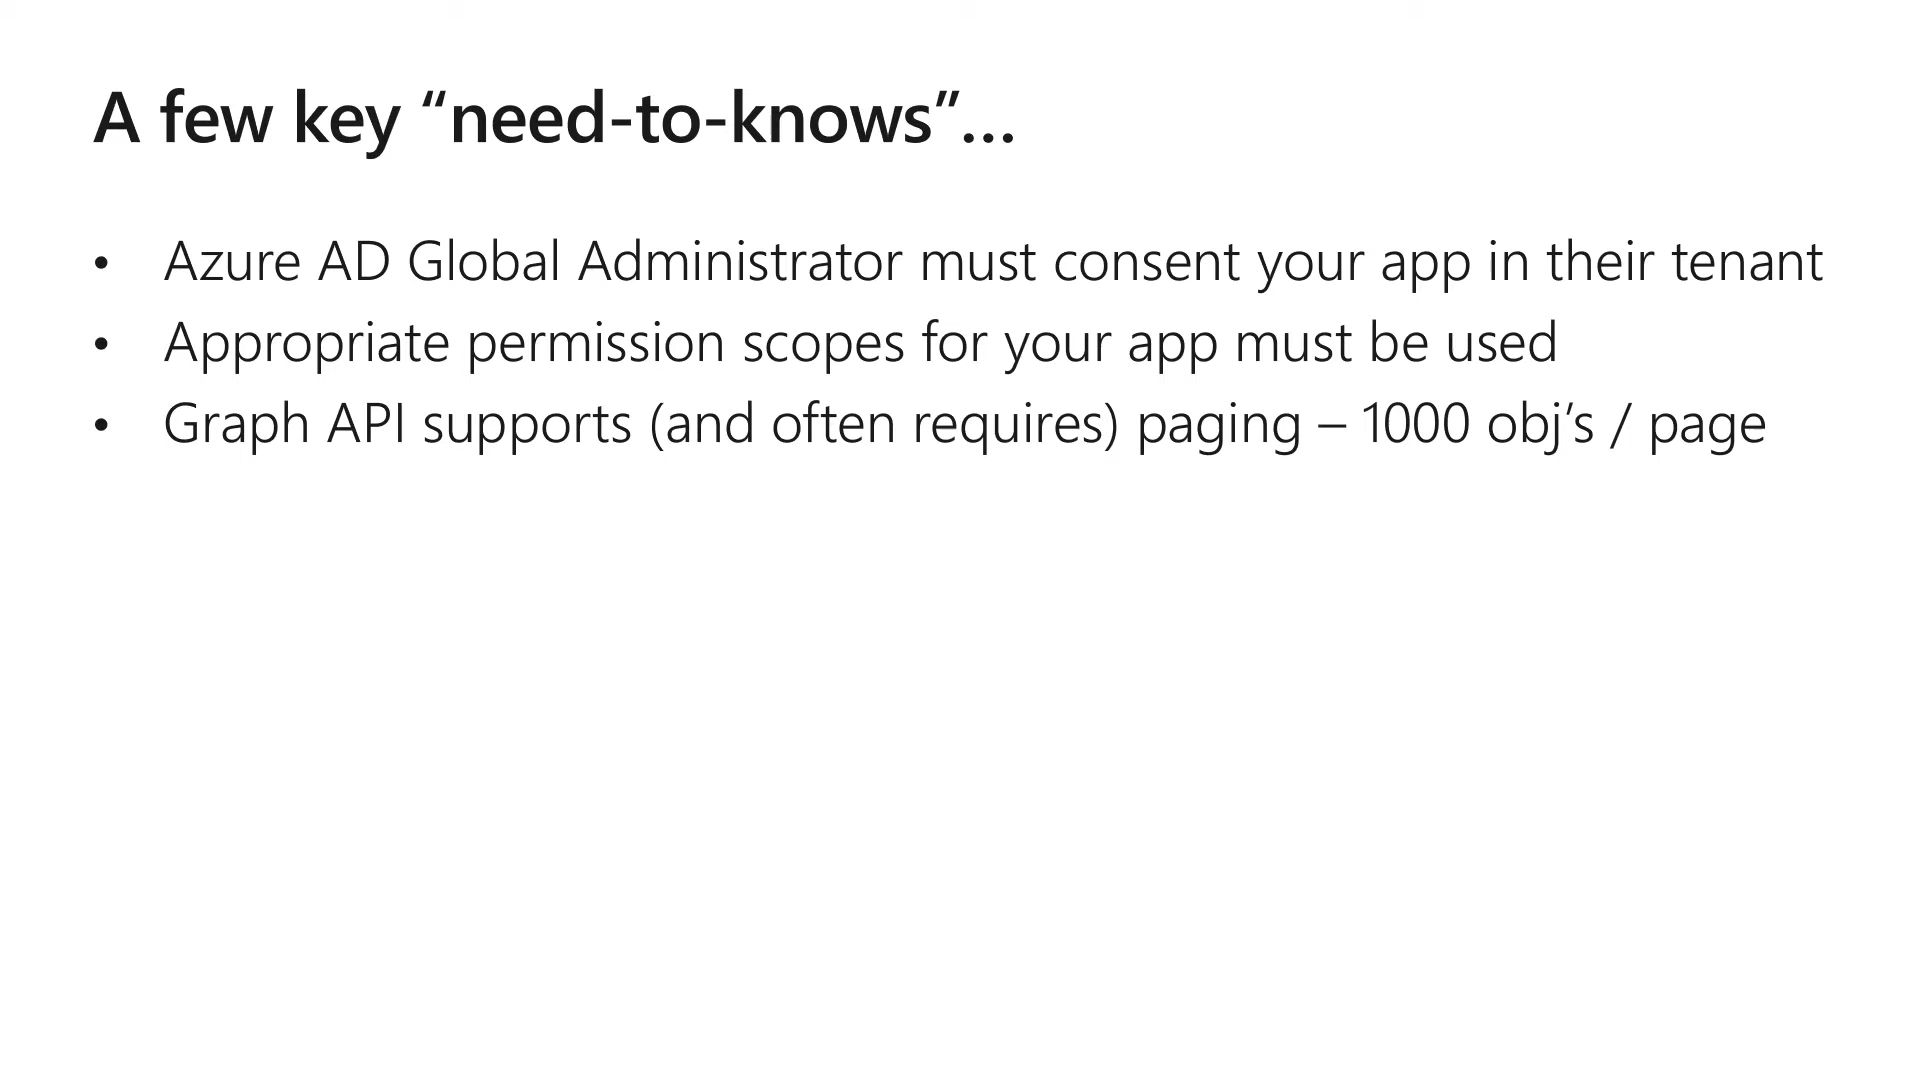 A few key “need-to-knows”...
• Azure AD Global Administrator must consent your app in their tenant
• Appropriate permission scopes for your app must be used
• Graph API supports (and often requires) paging – 1000 obj’s / page